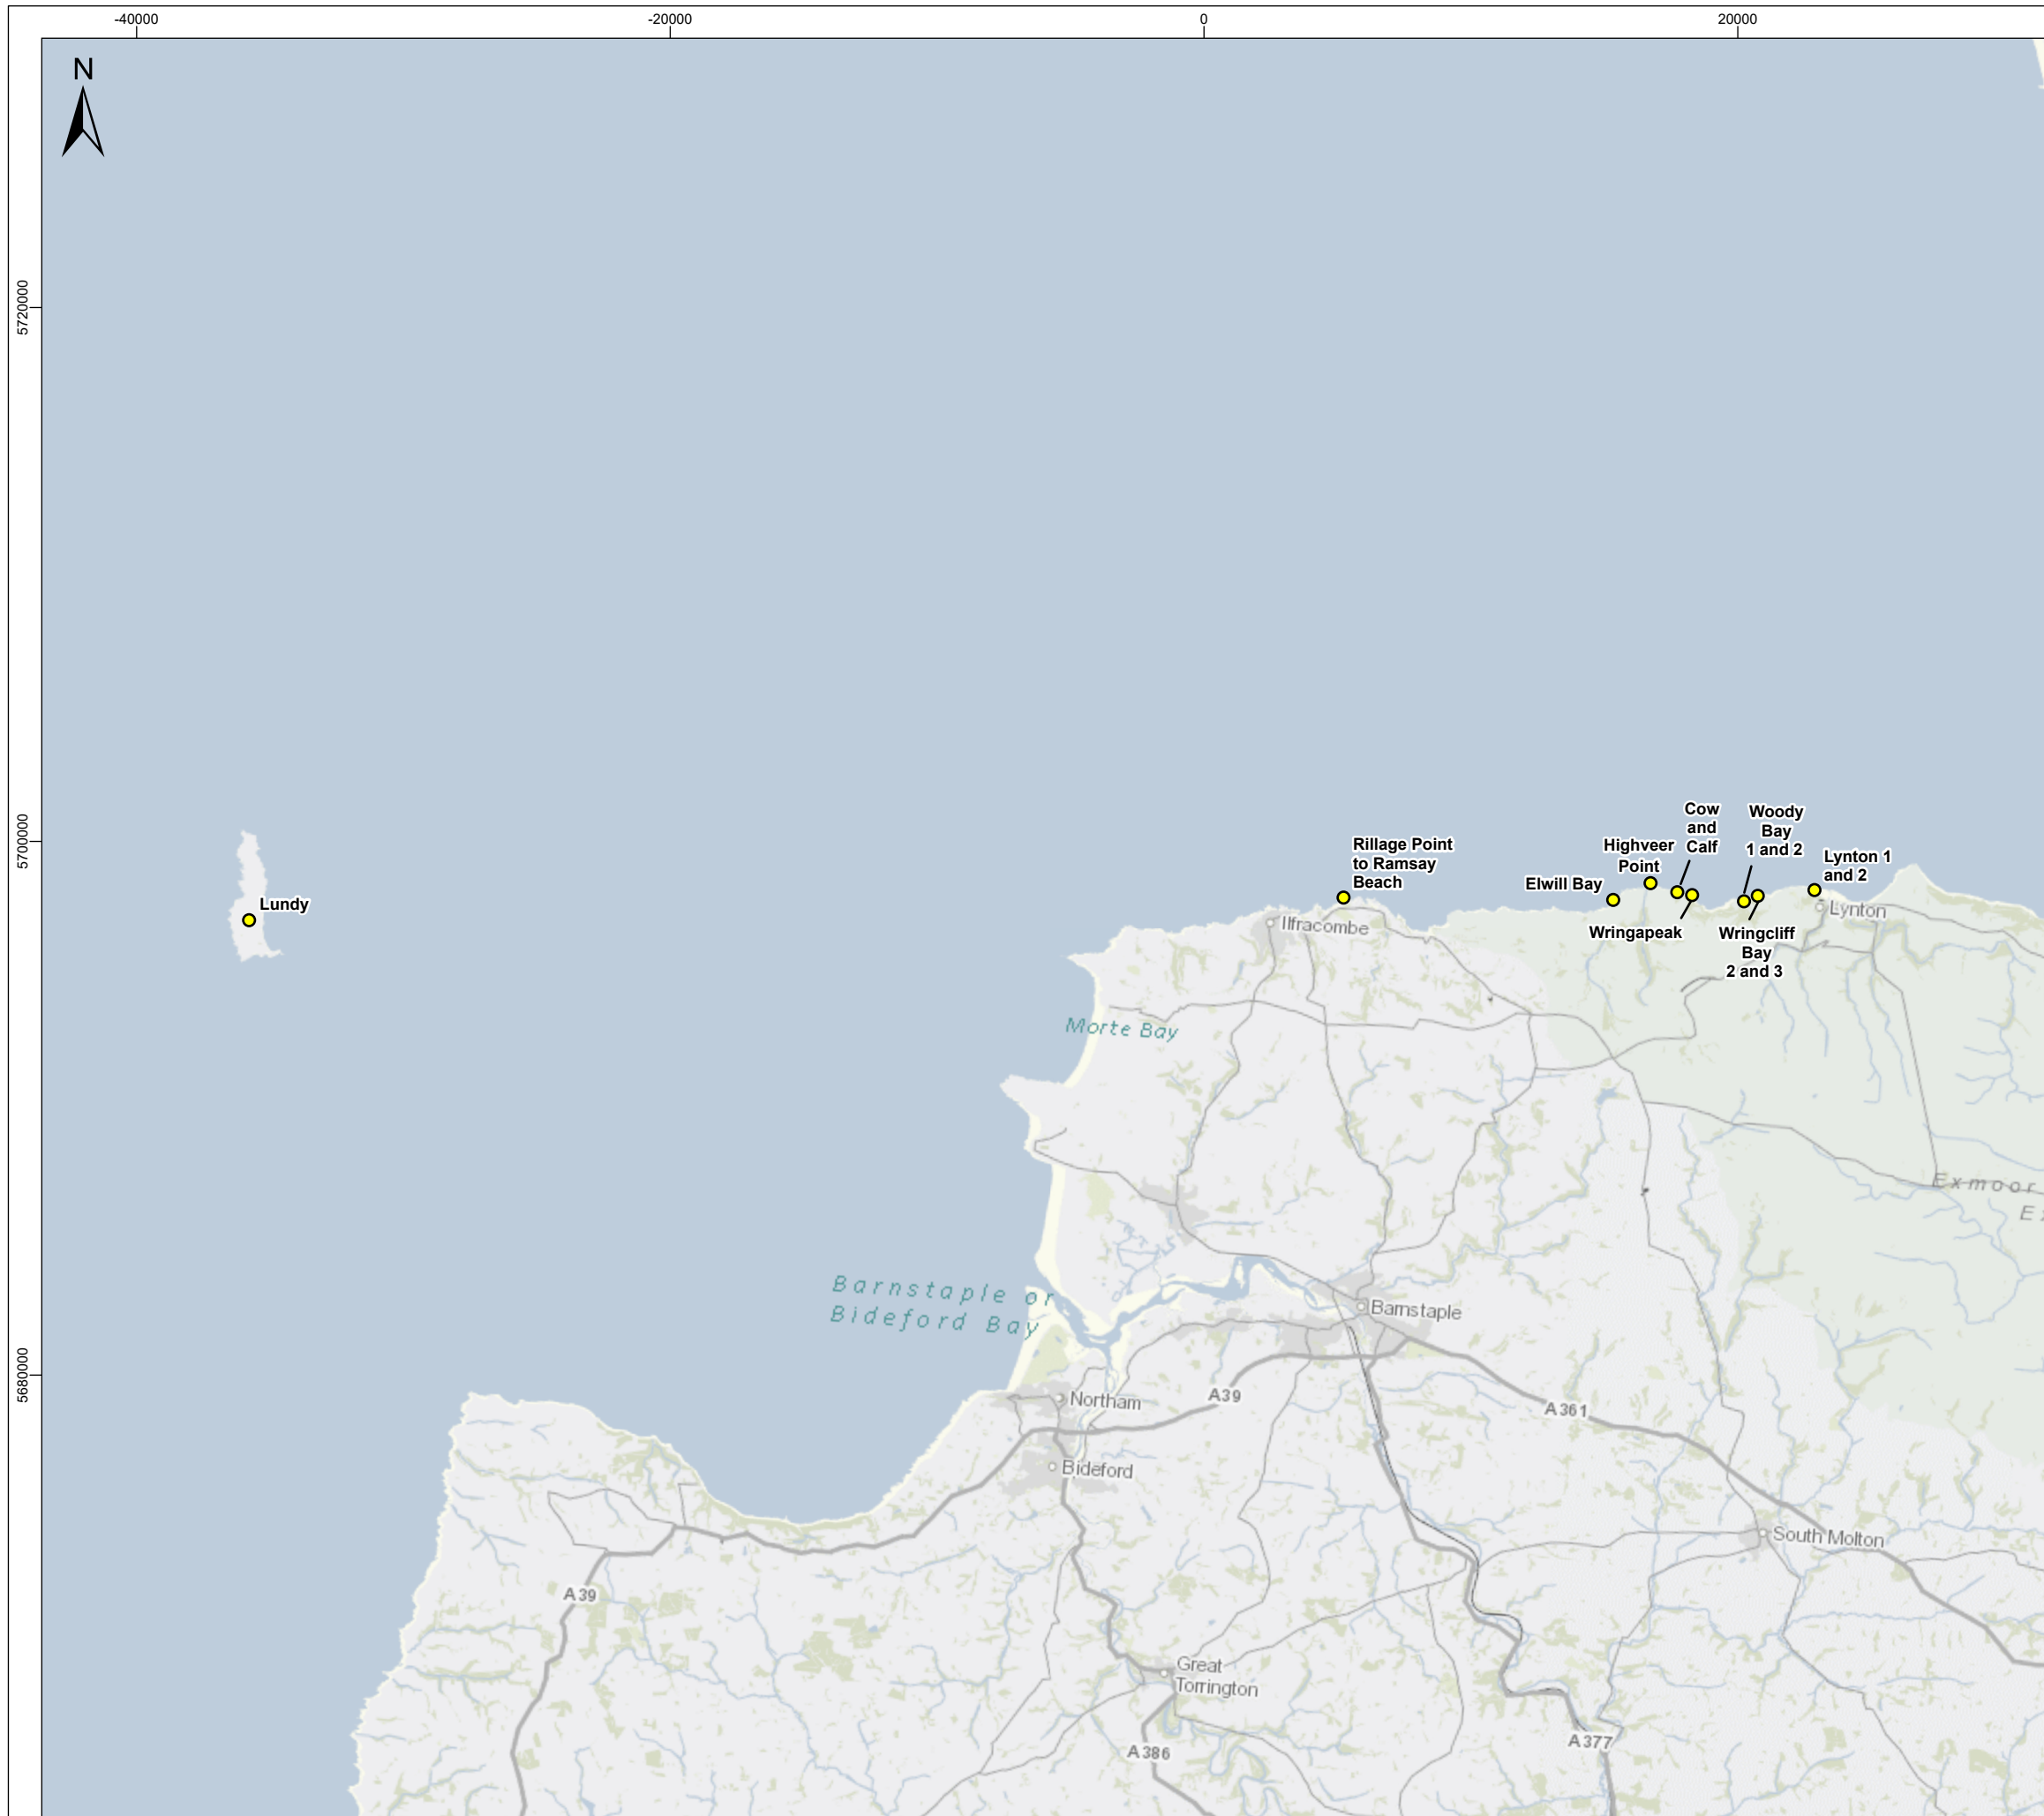 -40000
-20000
0
20000
N
5720000
5700000
5680000
Lundy
Rillage Point
to Ramsay
Beach
Elwill Bay
Highveer
Point
Cow
and
Calf
Woody
Bay
1 and 2
Lynton 1
and 2
Wringapeak
Wringcliff
Bay
2 and 3
Lynton
Ilfracombe
Morte Bay
Exmoor
Barnstaple or
Bideford Bay
Barnstaple
Northam
A39
A361
Bideford
South Molton
A39
Great
Torrington
A377
A386